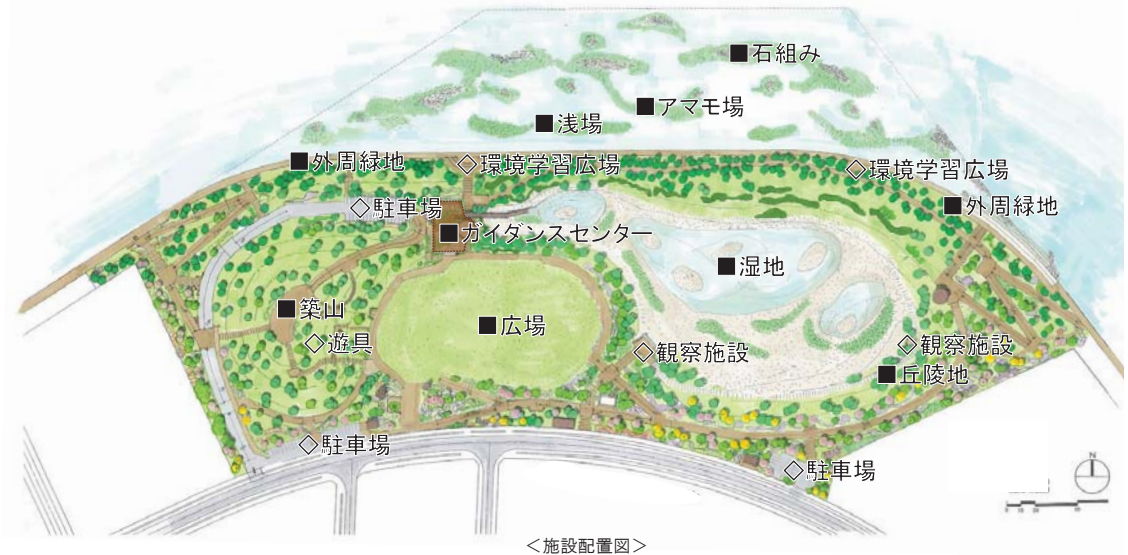 ■石組み
■アマモ場
■浅場
■外周緑地
◇環境学習広場
◇環境学習広場
◇駐車場
■外周緑地
■ガイダンスセンター
■湿地
■築山
■広場
◇遊具
◇観察施設
◇観察施設
■丘陵地
◇駐車場
◇駐車場
N
＜施設配置図＞